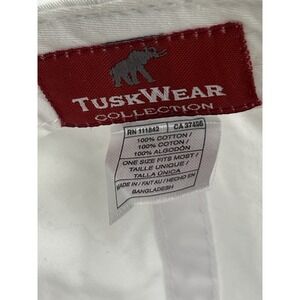 TUSKWEAR
COLLECTION
RN 111842 CA 37496
100% COTTON /
100% COTON /
100% ALGODÓN
ONE SIZE FITS MOST /
TAILLE UNIQUE /
TALLA ÚNICA
MADE IN / FAIT AU / HECHO EN
BANGLADESH